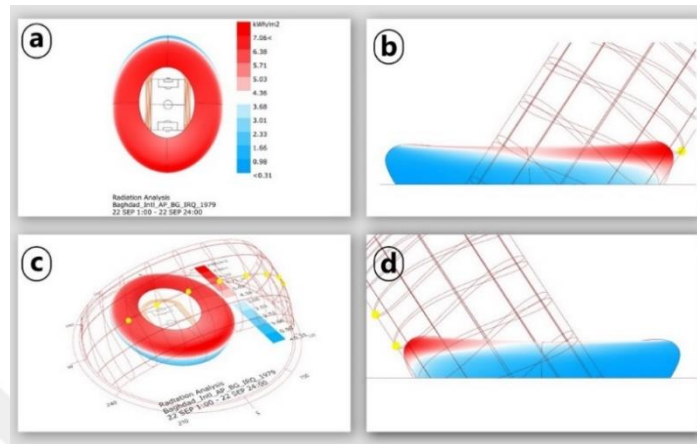 a
kWh/m2
7.06<
6.38
5.71
5.03
4.36
3.68
3.01
2.33
1.66
0.98
<0.31
Radiation Analysis
Baghdad_Intl_AP_BG_IRQ_1979
22 SEP 1:00 - 22 SEP 24:00
b
c
Radiation Analysis
Baghdad_Intl_AP_BG_IRQ_1979
22 SEP 1:00 - 22 SEP 24:00
240
210
d